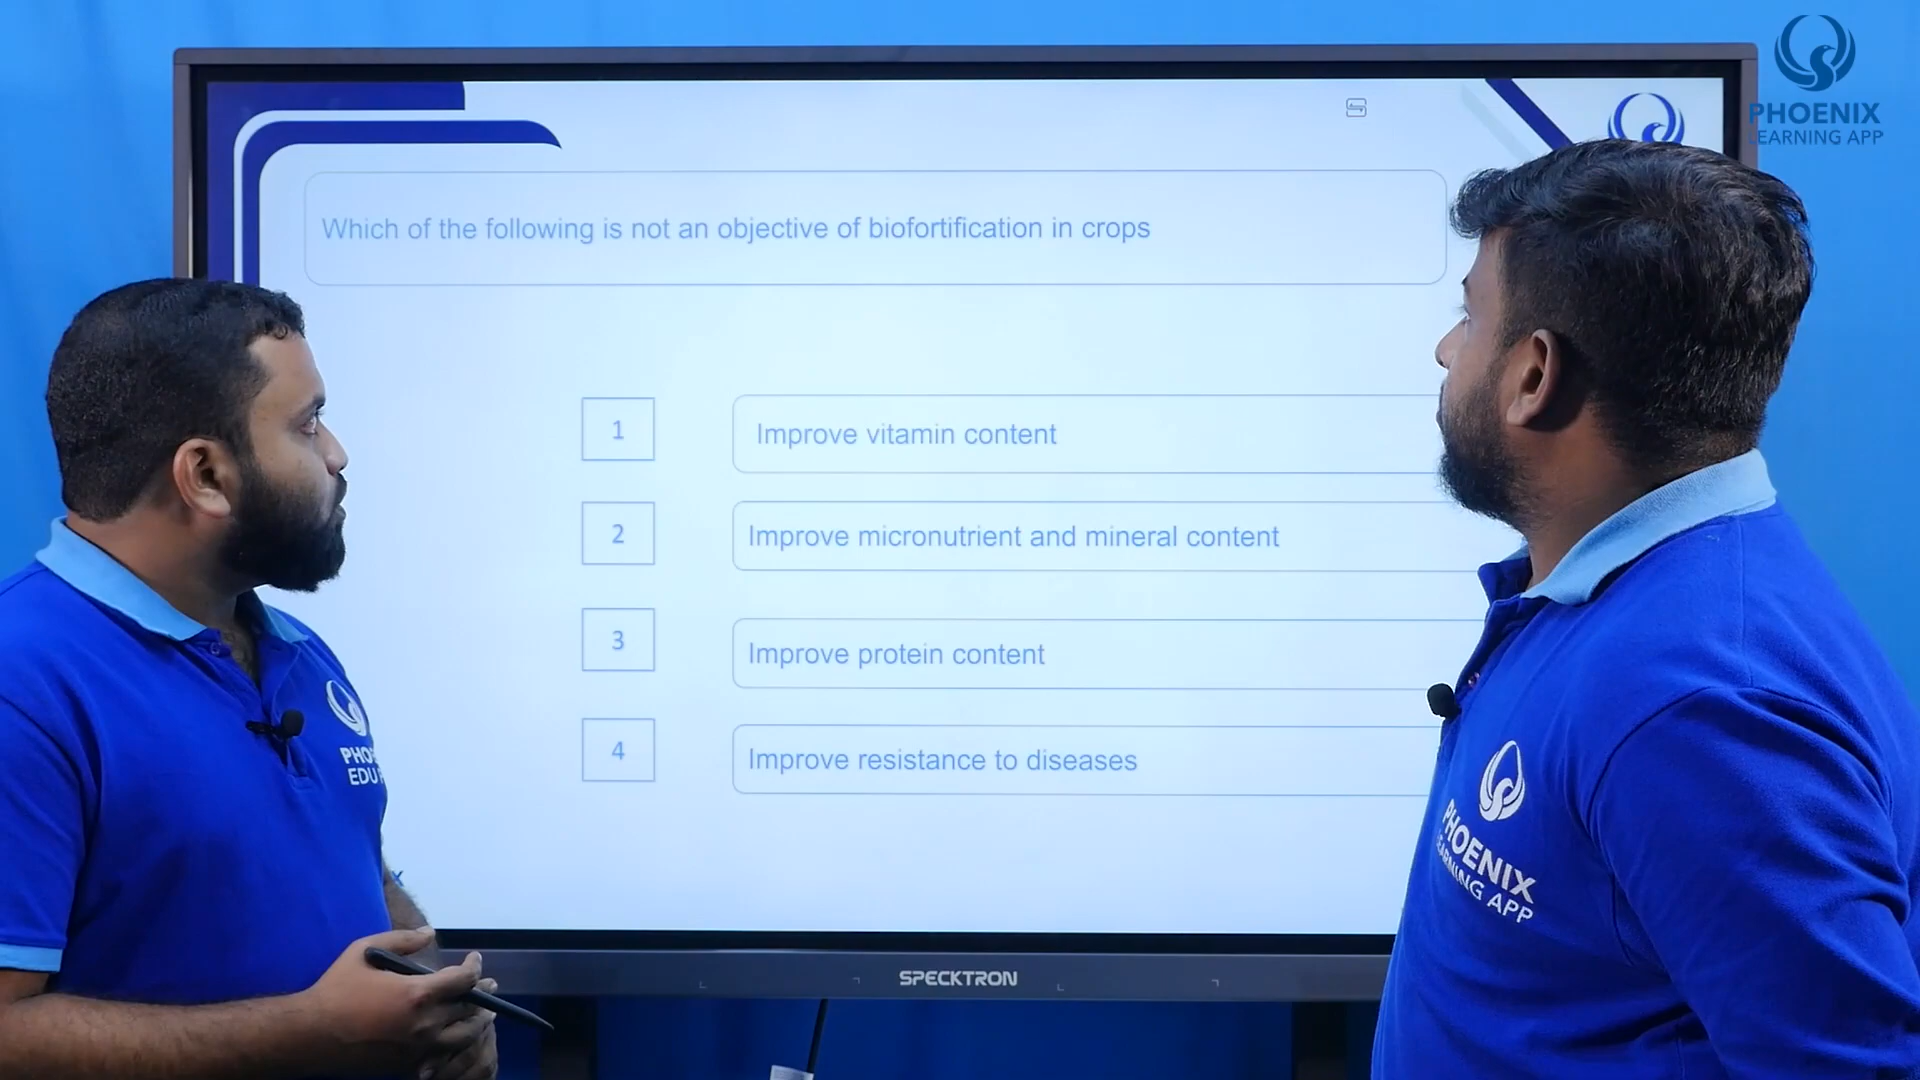 PHOENIX
LEARNING APP
Which of the following is not an objective of biofortification in crops
1
Improve vitamin content
2
Improve micronutrient and mineral content
3
Improve protein content
4
Improve resistance to diseases
PHOENIX
LEARNING APP
SPECKTRON